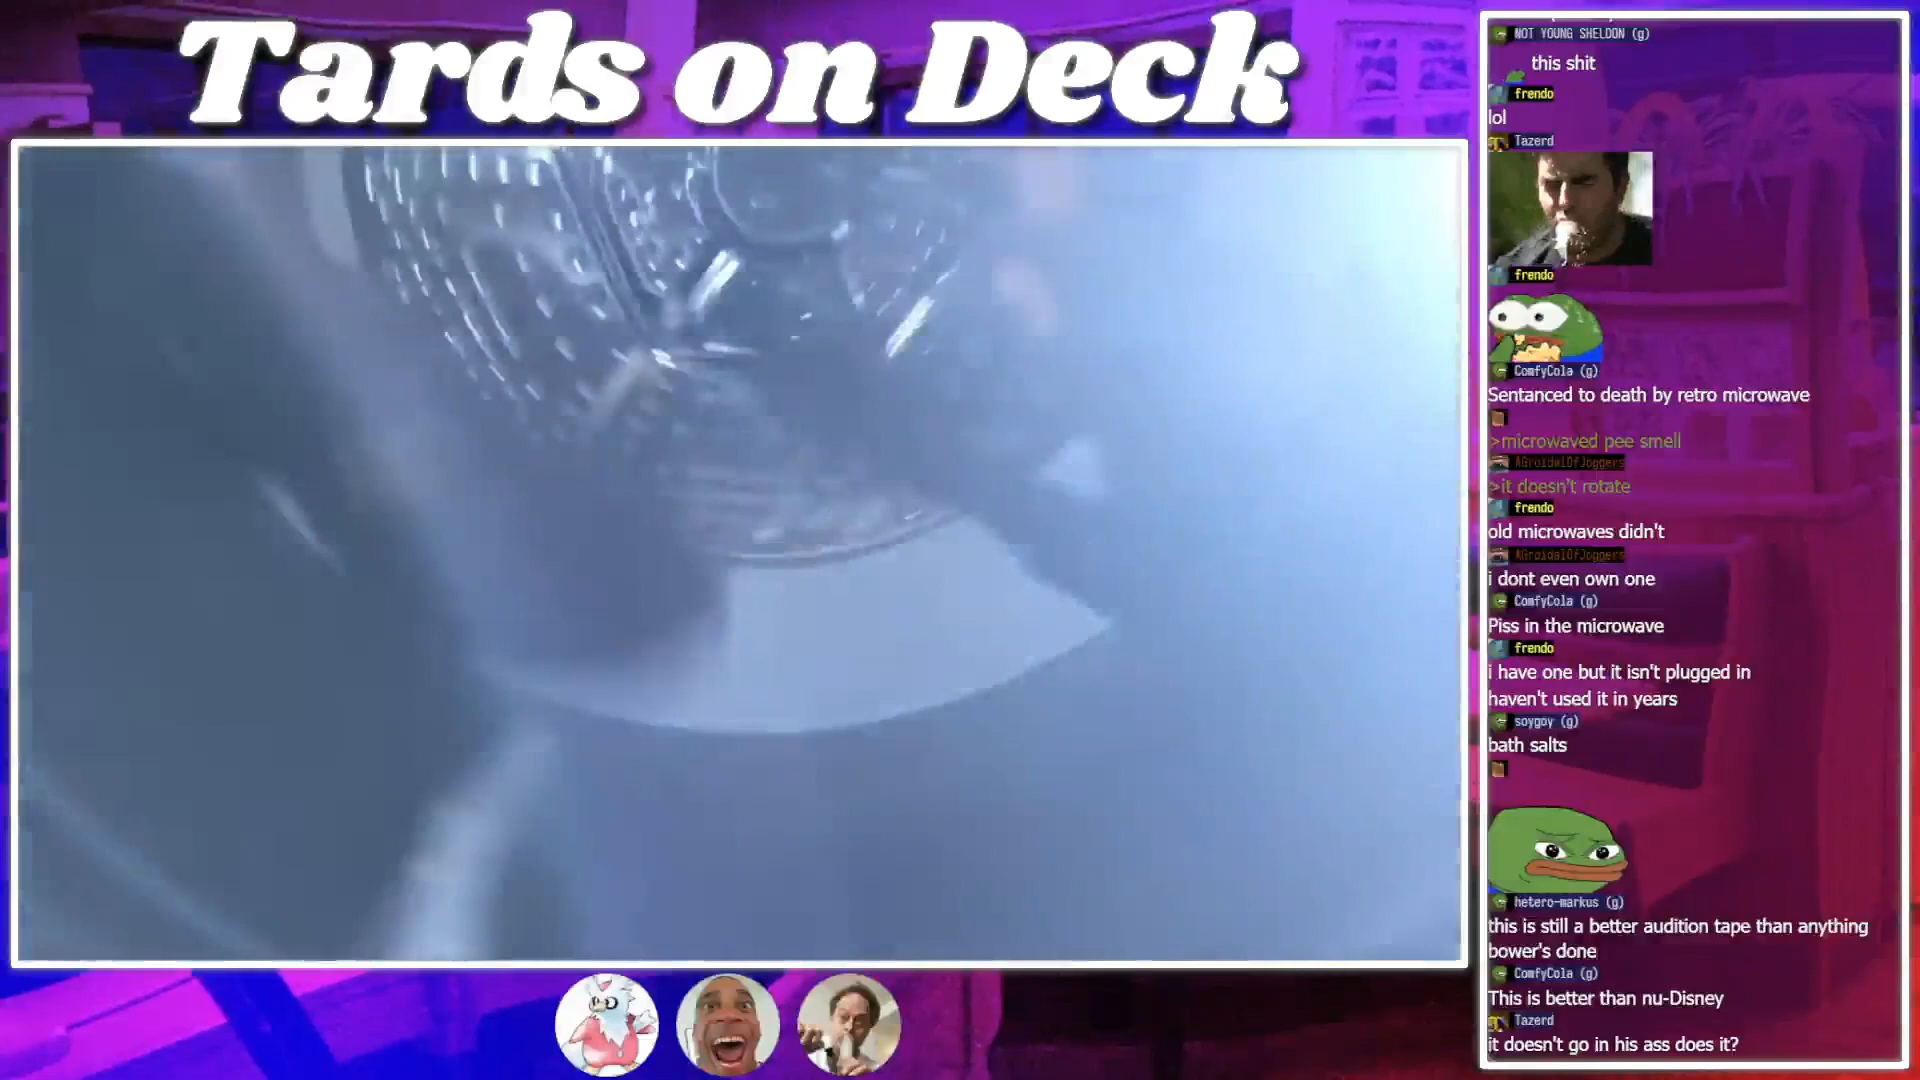 Tards on Deck
NOT YOUNG SHELDON (g)
this shit
frendo
lol
Tazerd
frendo
ComfyCola (g)
Sentanced to death by retro microwave
>microwaved pee smell
AGroidalOfJoggers
>it doesn't rotate
frendo
old microwaves didn't
AGroidalOfJoggers
i dont even own one
ComfyCola (g)
Piss in the microwave
frendo
i have one but it isn't plugged in
haven't used it in years
soygoy (g)
bath salts
hetero-markus (g)
this is still a better audition tape than anything
bower's done
ComfyCola (g)
This is better than nu-Disney
Tazerd
it doesn't go in his ass does it?